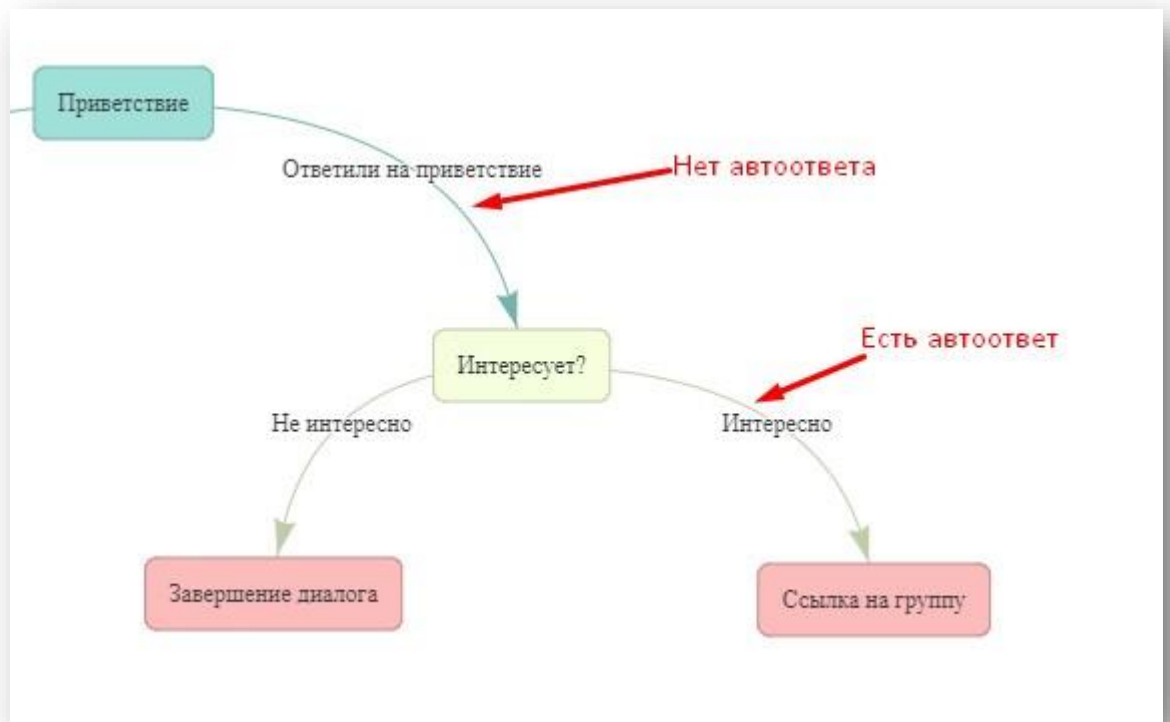 Приветствие
Ответили на приветствие
Нет автоответа
Есть автоответ
Интересует?
Не интересно
Интересно
Завершение диалога
Ссылка на группу